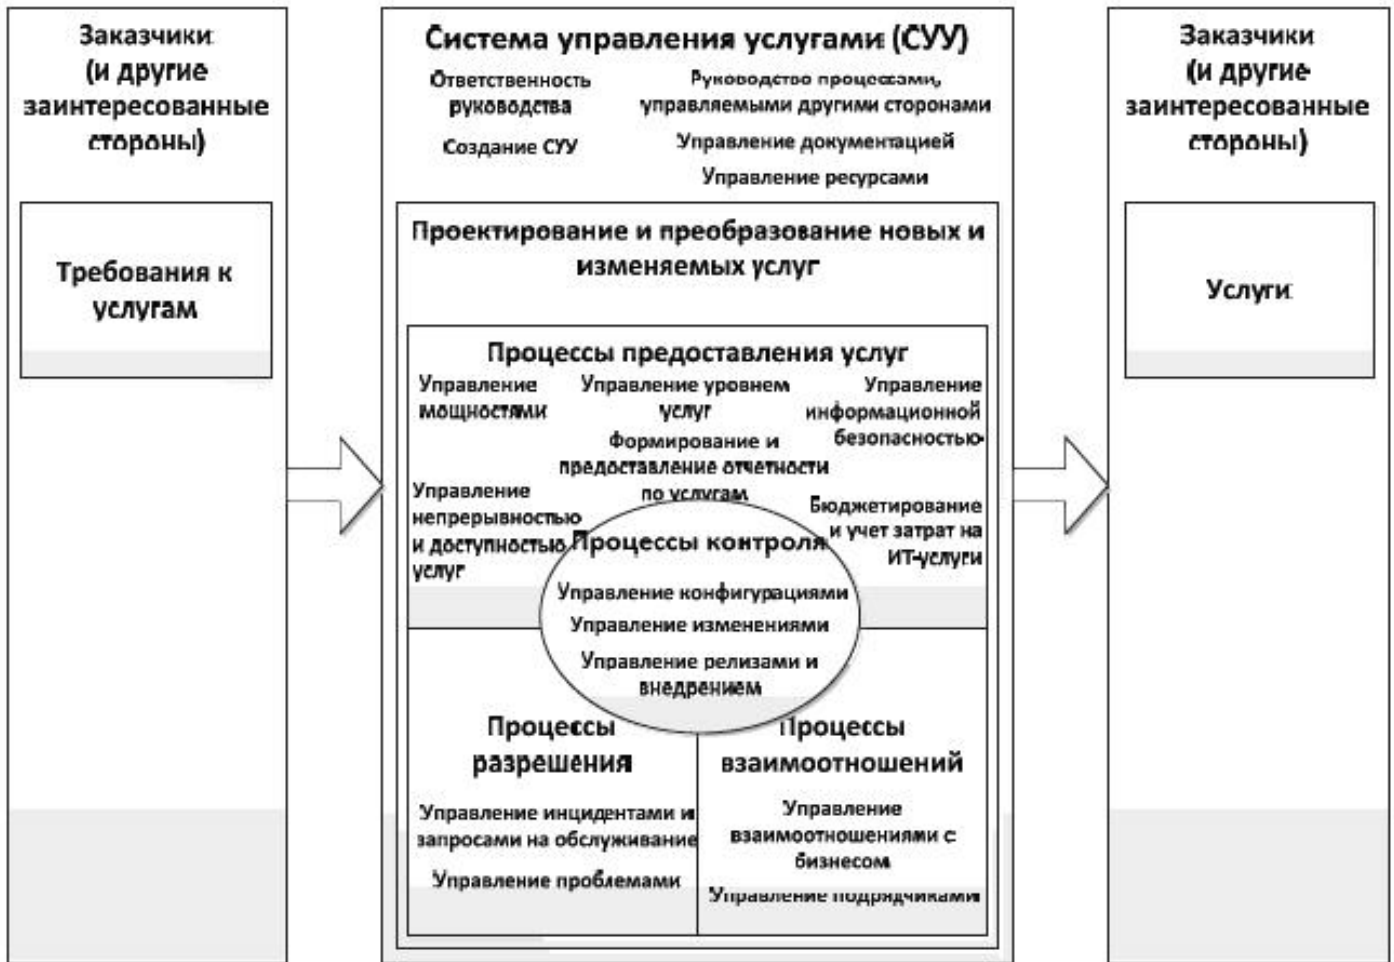 Заказчики
(и другие
заинтересованные
стороны)
Требования к
услугам
Система управления услугами (СУУ)
Ответственность
руководства
Создание СУУ
Руководство процессами,
управляемыми другими сторонами
Управление документацией
Управление ресурсами
Проектирование и преобразование новых и
изменяемых услуг
Процессы предоставления услуг
Управление
мощностями
Управление уровнем
услуг
Управление
информационной
безопасностью
Формирование и
предоставление отчетности
по услугам
Управление
непрерывностью
и доступностью
услуг
Бюджетирование
и учет затрат на
ИТ-услуги
Процессы контроля
Управление конфигурациями
Управление изменениями
Управление релизами и
внедрением
Процессы
разрешения
Управление инцидентами и
запросами на обслуживание
Управление проблемами
Процессы
взаимоотношений
Управление
взаимоотношениями с
бизнесом
Управление подрядчиками
Заказчики
(и другие
заинтересованные
стороны)
Услуги